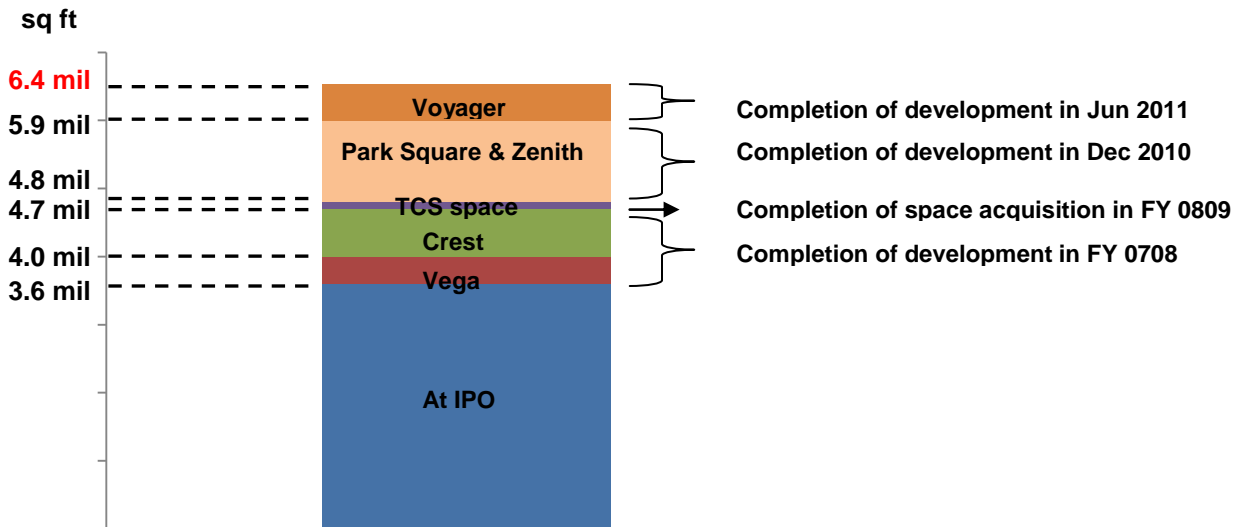 sq ft
6.4 mil
Voyager
Completion of development in Jun 2011
5.9 mil
Park Square & Zenith
Completion of development in Dec 2010
4.8 mil
4.7 mil
TCS space
Completion of space acquisition in FY 0809
Crest
4.0 mil
Completion of development in FY 0708
3.6 mil
Vega
At IPO